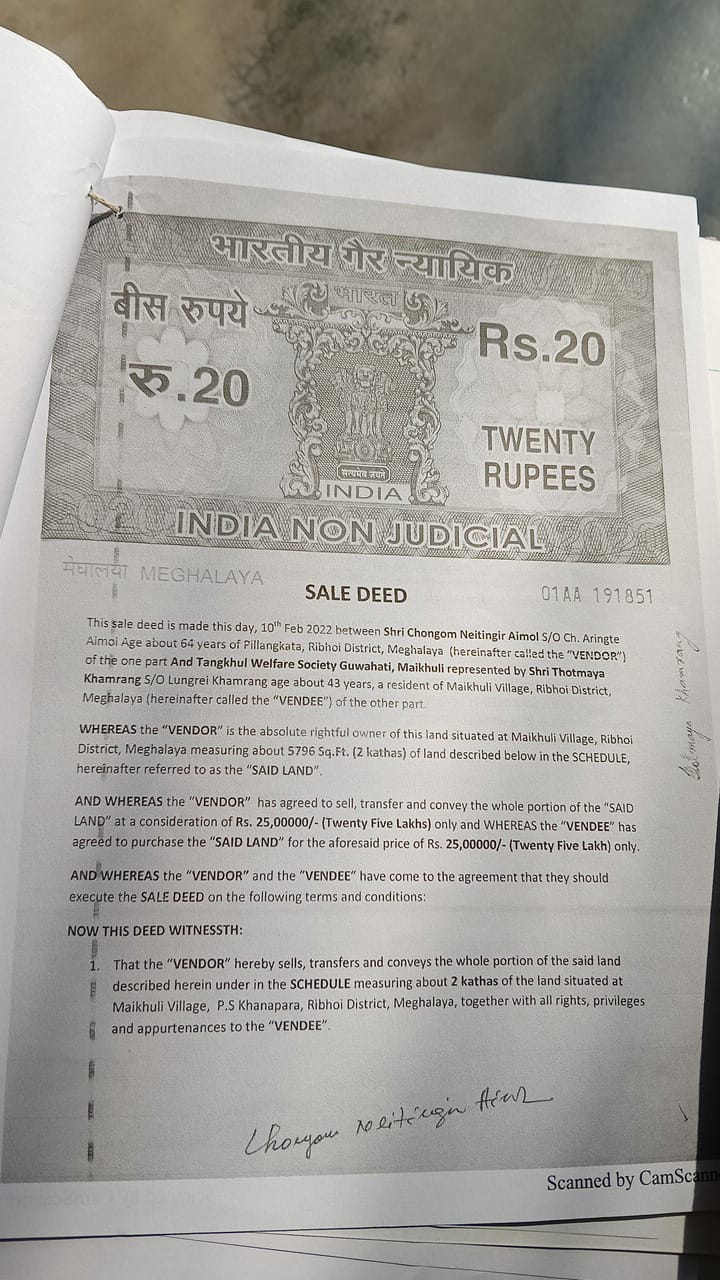 भारतीय गैर न्यायिक
बीस रुपये
भारत
Rs.20
रु.20
TWENTY
RUPEES
सत्यमेव जयते
INDIA
INDIA NON JUDICIAL
मेघालया MEGHALAYA
SALE DEED
01AA 191851
This sale deed is made this day, 10th Feb 2022 between Shri Chongom Neitingir Aimol S/O Ch. Aringte
Aimol Age about 64 years of Pillangkata, Ribhoi District, Meghalaya (hereinafter called the “VENDOR”)
of the one part And Tangkhul Welfare Society Guwahati, Maikhuli represented by Shri Thotmaya
Khamrang S/O Lungrei Khamrang age about 43 years, a resident of Maikhuli Village, Ribhoi District,
Meghalaya (hereinafter called the “VENDEE”) of the other part.
WHEREAS the “VENDOR” is the absolute rightful owner of this land situated at Maikhuli Village, Ribhoi
District, Meghalaya measuring about 5796 Sq.Ft. (2 kathas) of land described below in the SCHEDULE,
hereinafter referred to as the “SAID LAND”.
AND WHEREAS the “VENDOR” has agreed to sell, transfer and convey the whole portion of the “SAID
LAND” at a consideration of Rs. 25,00000/- (Twenty Five Lakhs) only and WHEREAS the “VENDEE” has
agreed to purchase the “SAID LAND” for the aforesaid price of Rs. 25,00000/- (Twenty Five Lakh) only.
AND WHEREAS the “VENDOR” and the “VENDEE” have come to the agreement that they should
execute the SALE DEED on the following terms and conditions:
NOW THIS DEED WITNESSTH:
1. That the “VENDOR” hereby sells, transfers and conveys the whole portion of the said land
described herein under in the SCHEDULE measuring about 2 kathas of the land situated at
Maikhuli Village, P.S Khanapara, Ribhoi District, Meghalaya, together with all rights, privileges
and appurtenances to the “VENDEE”.
Khamrang
Scanned by CamScann